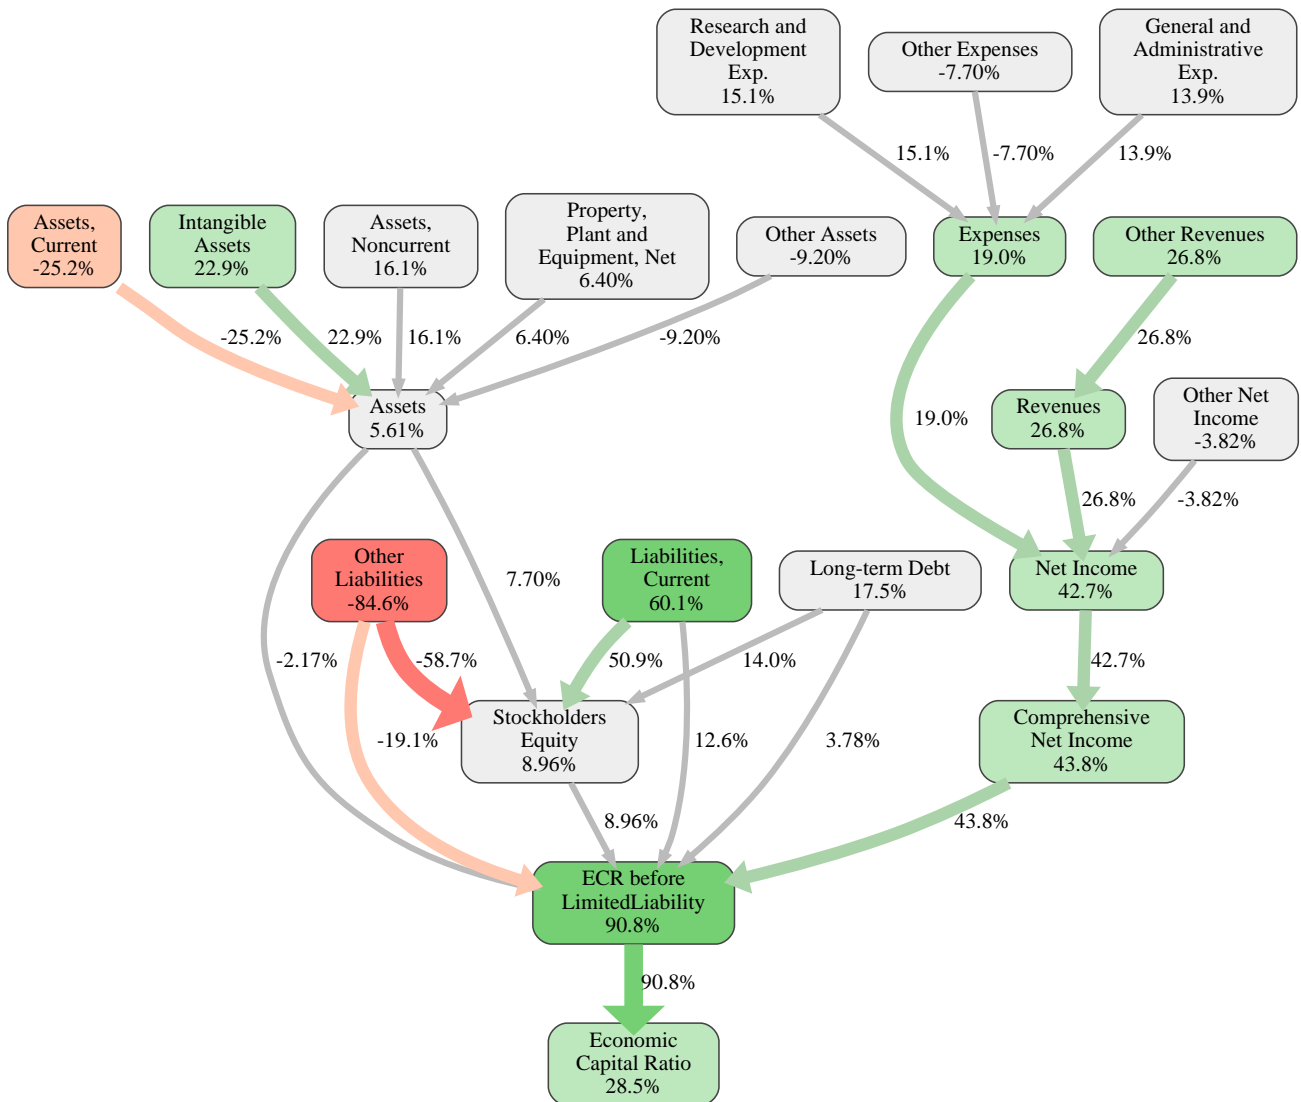 Research and
Development
Exp.
15.1%
Other Expenses
-7.70%
General and
Administrative
Exp.
13.9%
15.1%
-7.70%
13.9%
Assets,
Current
-25.2%
Intangible
Assets
22.9%
Assets,
Noncurrent
16.1%
Property,
Plant and
Equipment, Net
6.40%
Other Assets
-9.20%
Expenses
19.0%
Other Revenues
26.8%
-25.2%
22.9%
16.1%
6.40%
-9.20%
26.8%
Assets
5.61%
19.0%
Revenues
26.8%
Other Net
Income
-3.82%
26.8%
-3.82%
Other
Liabilities
-84.6%
7.70%
Liabilities,
Current
60.1%
Long-term Debt
17.5%
Net Income
42.7%
-2.17%
-58.7%
50.9%
14.0%
42.7%
-19.1%
Stockholders
Equity
8.96%
12.6%
3.78%
Comprehensive
Net Income
43.8%
8.96%
43.8%
ECR before
LimitedLiability
90.8%
90.8%
Economic
Capital Ratio
28.5%